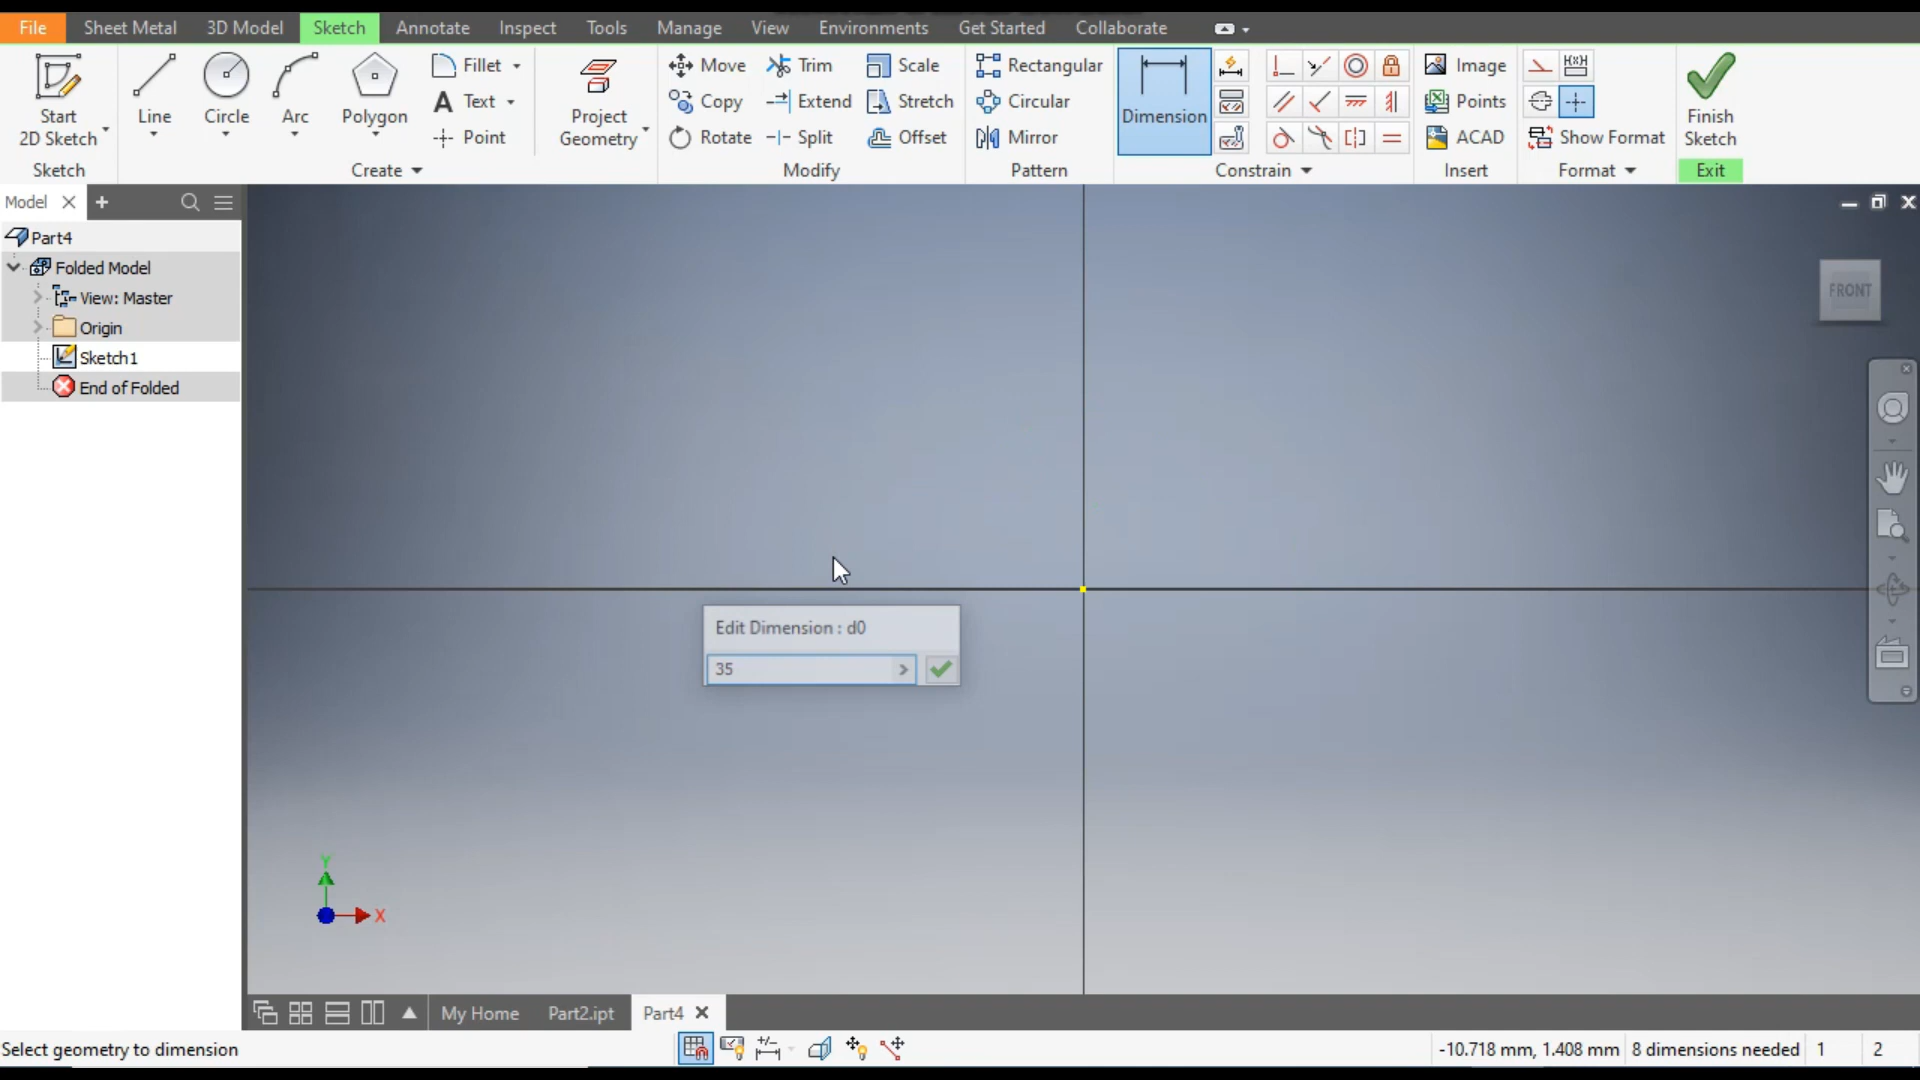 File Sheet Metal 3D Model Sketch Annotate Inspect Tools Manage View Environments Get Started Collaborate
Start 2D Sketch
Line
Circle
Arc
Polygon
Fillet
Text
Point
Project Geometry
Move
Copy
Rotate
Trim
Extend
Split
Scale
Stretch
Offset
Rectangular
Circular
Mirror
Dimension
Image
Points
ACAD
Show Format
Finish Sketch
Sketch Create Modify Pattern Constrain Insert Format Exit
Model
Part4
Folded Model
View: Master
Origin
Sketch1
End of Folded
FRONT
Edit Dimension : d0
35
Y
X
My Home Part2.ipt Part4
Select geometry to dimension
-10.718 mm, 1.408 mm 8 dimensions needed 1 2